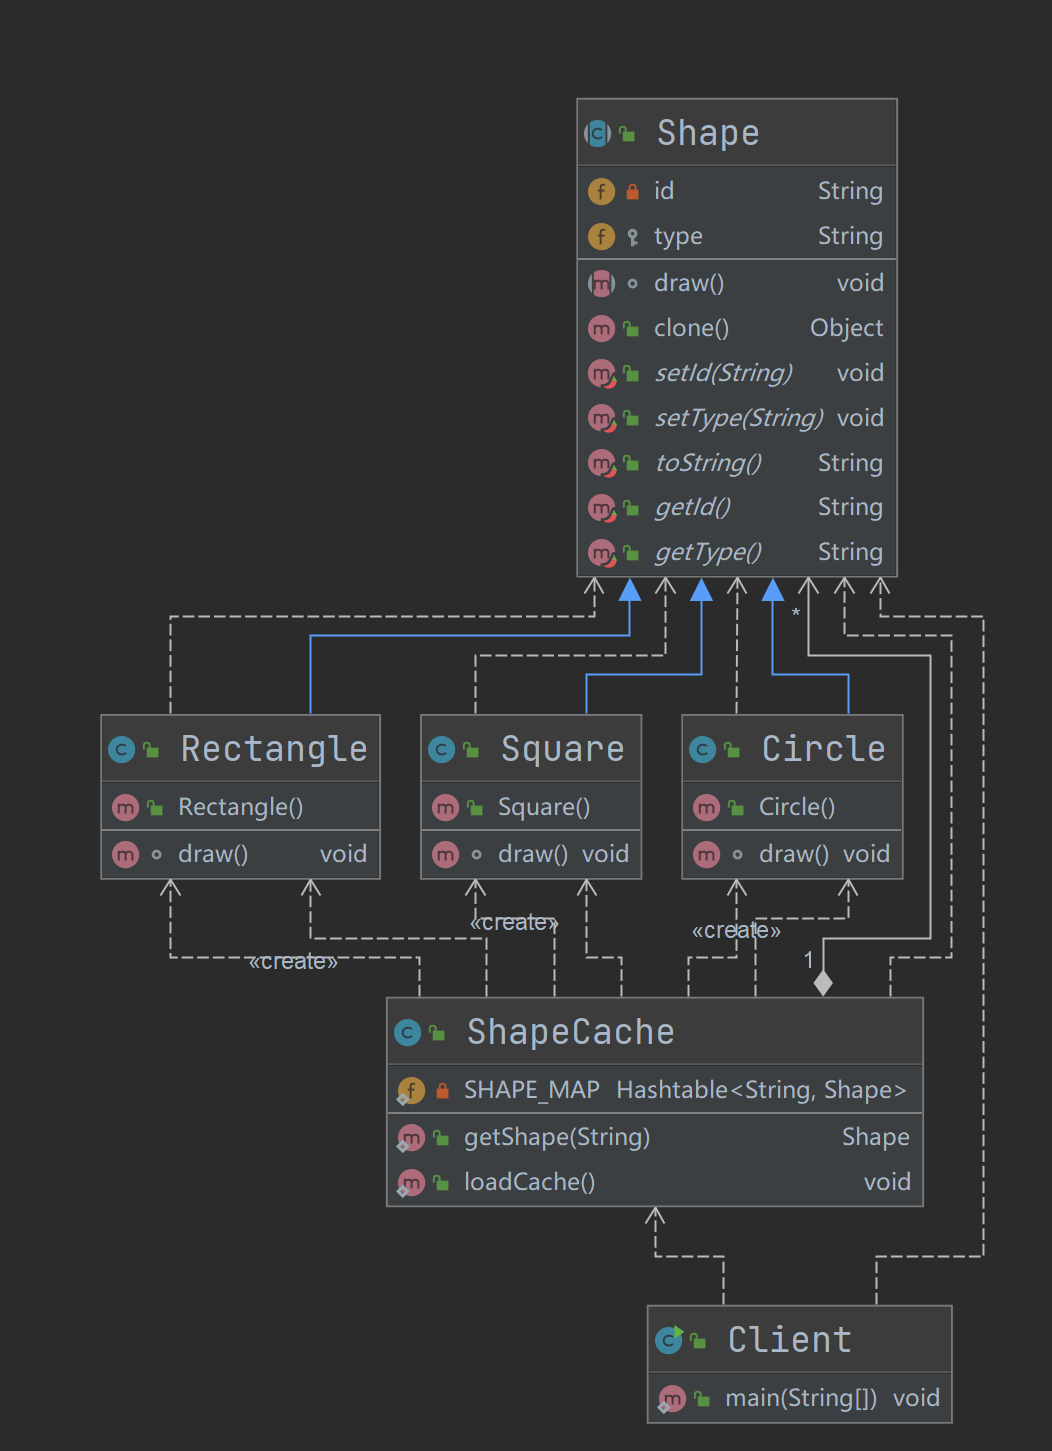 Shape
id String
type String
draw() void
clone() Object
setId(String) void
setType(String) void
toString() String
getId() String
getType() String
*
Rectangle
Rectangle()
draw() void
Square
Square()
draw() void
Circle
Circle()
draw() void
«create»
«create»
«create»
1
ShapeCache
SHAPE_MAP Hashtable<String, Shape>
getShape(String) Shape
loadCache() void
Client
main(String[]) void